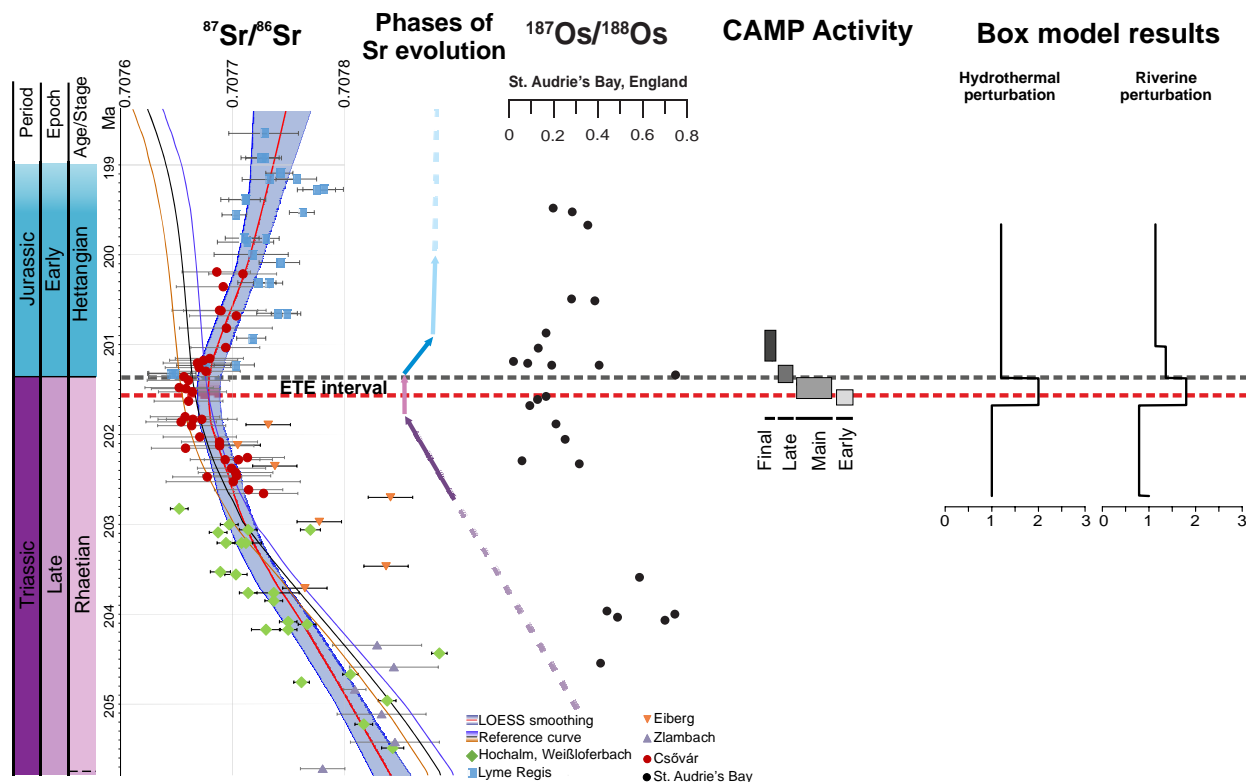 ⁸⁷Sr/⁸⁶Sr
Phases of
Sr evolution
¹⁸⁷Os/¹⁸⁸Os
CAMP Activity
Box model results
St. Audrie's Bay, England
Hydrothermal
perturbation
Riverine
perturbation
0.7076
0.7077
0.7078
0
0.2
0.4
0.6
0.8
Period
Epoch
Age/Stage
Ma
199
200
201
202
203
204
205
Jurassic
Early
Hettangian
Triassic
Late
Rhaetian
ETE interval
Final
Late
Main
Early
0
1
2
3
0
1
2
3
LOESS smoothing
Reference curve
Hochalm, Weißloferbach
Lyme Regis
Eiberg
Zlambach
Csővár
St. Audrie's Bay